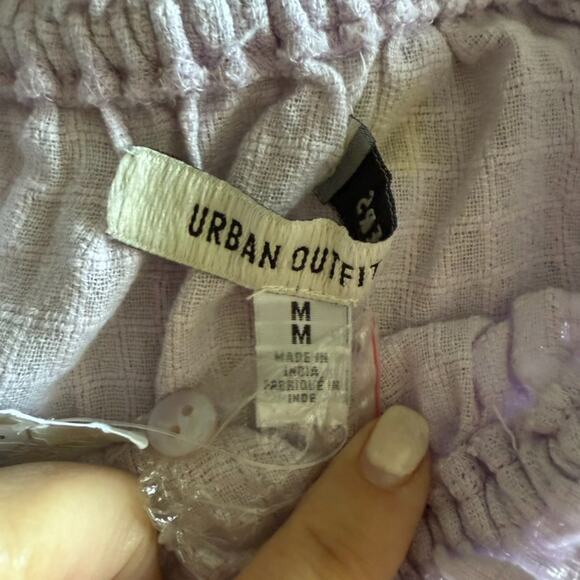 URBAN OUTFIT
M
M
MADE IN
INDIA
FABRIQUÉ IN
INDE